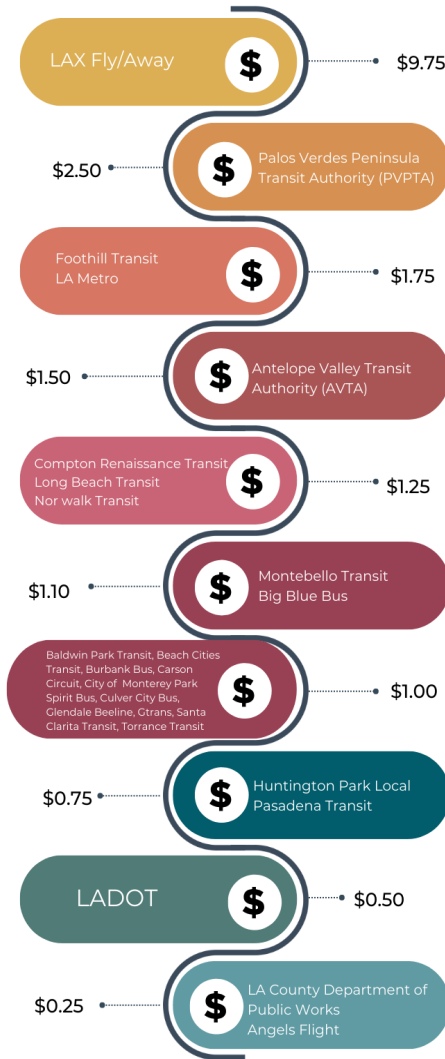 LAX Fly/Away
$
$9.75
$2.50
$
Palos Verdes Peninsula
Transit Authority (PVPTA)
Foothill Transit
LA Metro
$
$1.75
$1.50
$
Antelope Valley Transit
Authority (AVTA)
Compton Renaissance Transit
Long Beach Transit
Nor walk Transit
$
$1.25
$1.10
$
Montebello Transit
Big Blue Bus
Baldwin Park Transit, Beach Cities
Transit, Burbank Bus, Carson
Circuit, City of Monterey Park
Spirit Bus, Culver City Bus,
Glendale Beeline, Gtrans, Santa
Clarita Transit, Torrance Transit
$
$1.00
$0.75
$
Huntington Park Local
Pasadena Transit
LADOT
$
$0.50
$0.25
$
LA County Department of
Public Works
Angels Flight